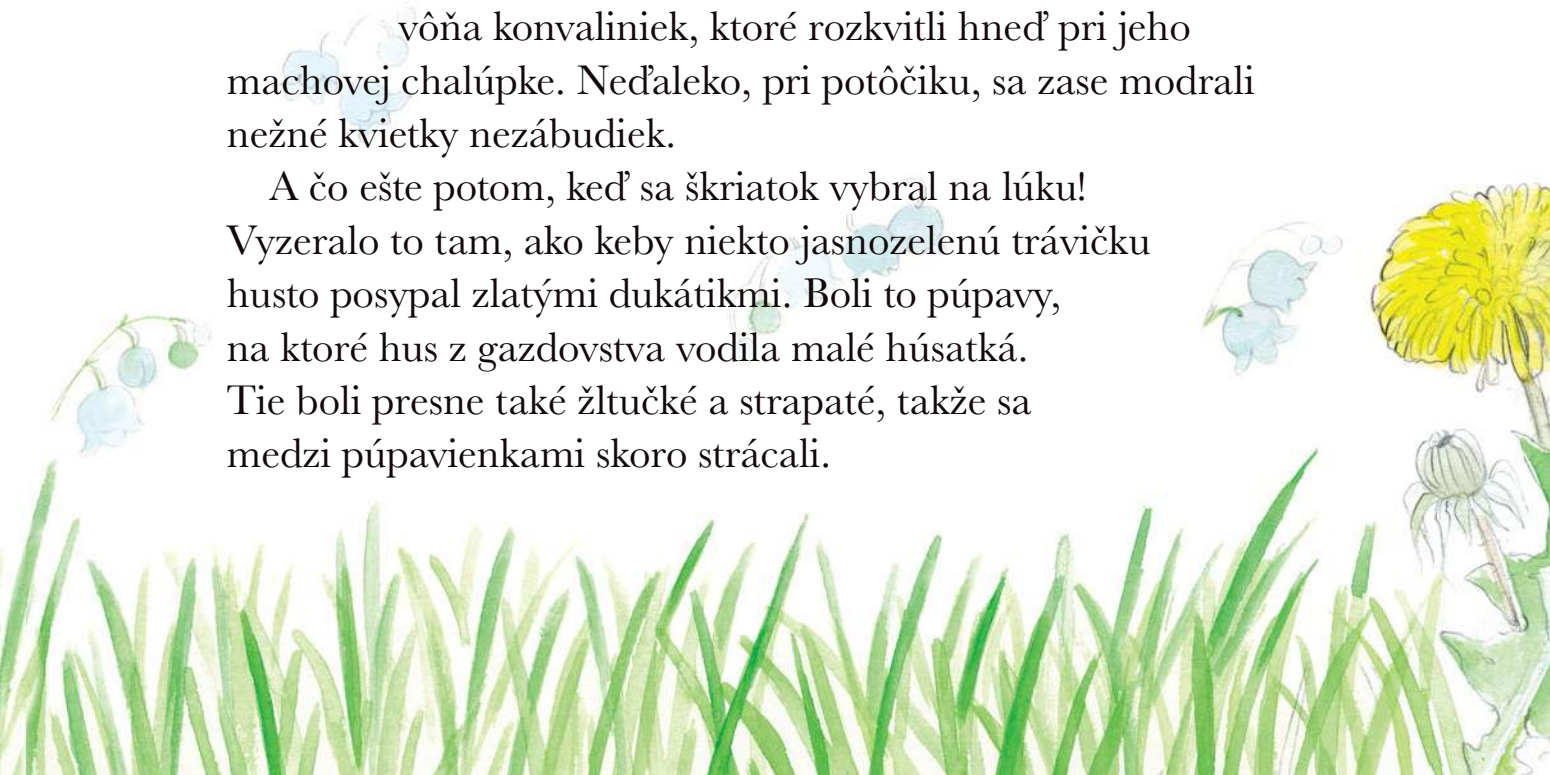 vôňa konvaliniek, ktoré rozkvitli hneď pri jeho
machovej chalúpke. Neďaleko, pri potôčiku, sa zase modrali
nežné kvietky nezábudiek.
A čo ešte potom, keď sa škriatok vybral na lúku!
Vyzeralo to tam, ako keby niekto jasnozelenú trávičku
husto posypal zlatými dukátikmi. Boli to púpavy,
na ktoré hus z gazdovstva vodila malé húsatká.
Tie boli presne také žltučké a strapaté, takže sa
medzi púpavienkami skoro strácali.